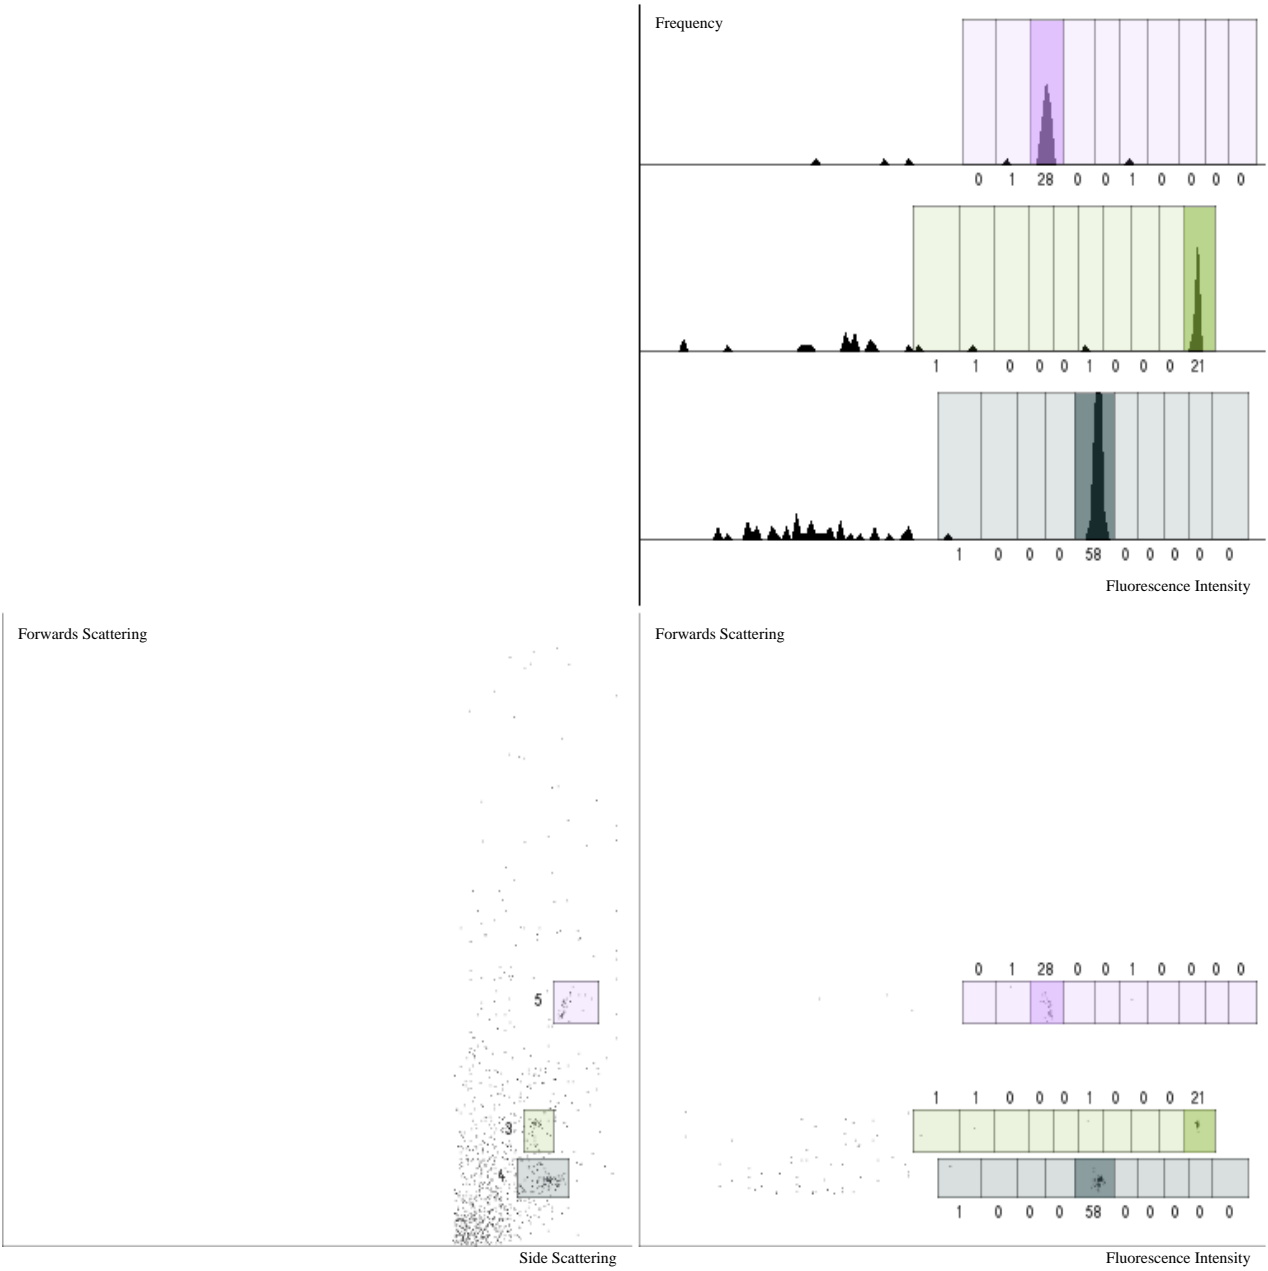 Frequency
0 1 28 0 0 1 0 0 0 0
1 1 0 0 0 1 0 0 0 21
1 0 0 0 58 0 0 0 0 0
Fluorescence Intensity
Forwards Scattering
Forwards Scattering
5
0 1 28 0 0 1 0 0 0 0
1 1 0 0 0 1 0 0 0 21
3
4
1 0 0 0 58 0 0 0 0 0
Side Scattering
Fluorescence Intensity